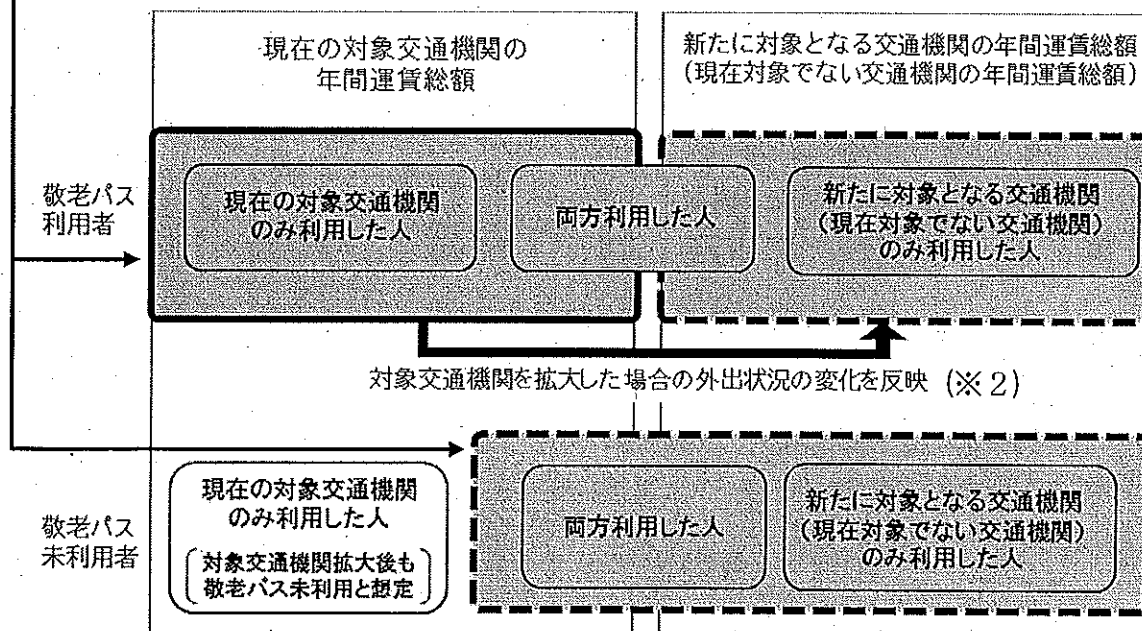 現在の対象交通機関の
年間運賃総額
新たに対象となる交通機関の年間運賃総額
(現在対象でない交通機関の年間運賃総額)
敬老パス
利用者
現在の対象交通機関
のみ利用した人
両方利用した人
新たに対象となる交通機関
(現在対象でない交通機関)
のみ利用した人
対象交通機関を拡大した場合の外出状況の変化を反映 (※2)
敬老パス
未利用者
現在の対象交通機関
のみ利用した人
対象交通機関拡大後も
敬老パス未利用と想定
両方利用した人
新たに対象となる交通機関
(現在対象でない交通機関)
のみ利用した人